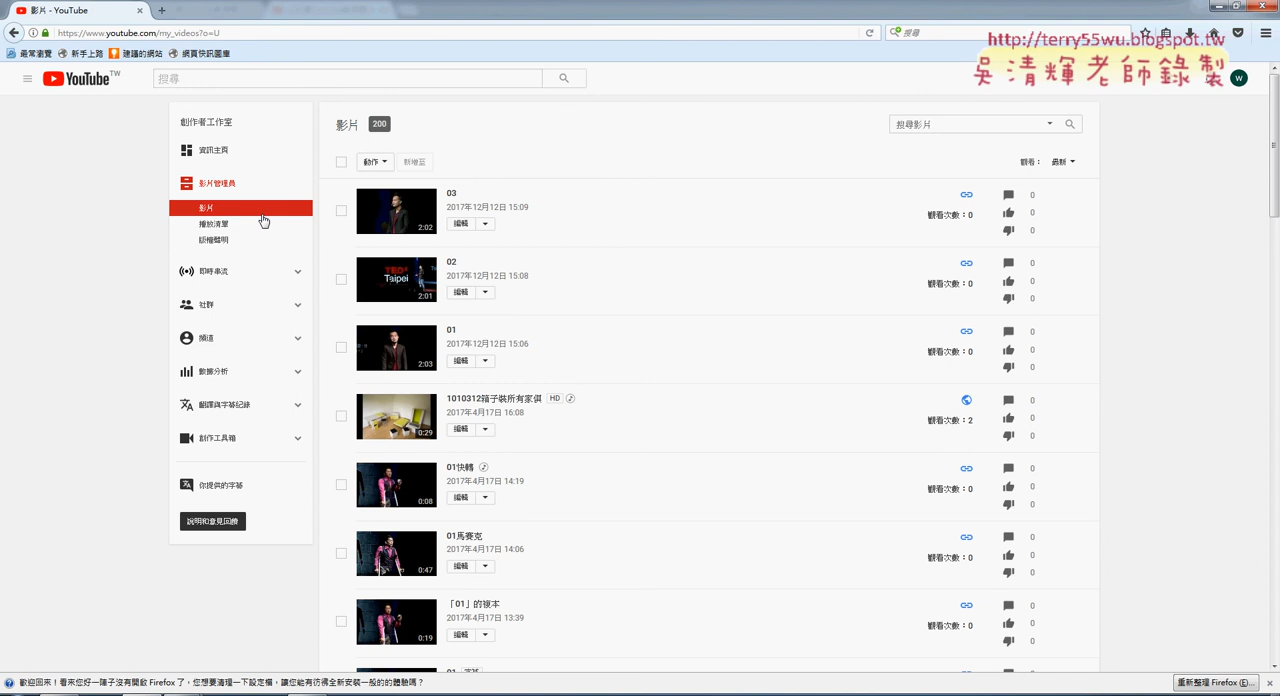 影片 - YouTube
https://www.youtube.com/my_videos?o=U
搜尋
最常瀏覽 新手上路 建議的網站 網頁快訊圖庫
http://terry55wu.blogspot.tw
吳清輝老師錄製
YouTube TW
搜尋
W
創作者工作室
資訊主頁
影片管理員
影片
播放清單
版權聲明
即時串流
社群
頻道
數據分析
翻譯與字幕記錄
創作工具箱
你提供的字幕
說明和意見回饋
影片 200
搜尋影片
動作 新增至
觀看： 最新
03
2017年12月12日 15:09
編輯
2:02
觀看次數：0
0
0
0
02
2017年12月12日 15:08
編輯
TEDx
Taipei
2:01
觀看次數：0
0
0
0
01
2017年12月12日 15:06
編輯
2:03
觀看次數：0
0
0
0
1010312箱子裝所有家俱 HD
2017年4月17日 16:08
編輯
0:29
觀看次數：2
0
0
0
01快轉
2017年4月17日 14:19
編輯
0:08
觀看次數：0
0
0
0
01馬賽克
2017年4月17日 14:06
編輯
0:47
觀看次數：0
0
0
0
「01」的複本
2017年4月17日 13:39
編輯
0:19
觀看次數：0
0
0
0
歡迎回來！看來您好一陣子沒有開啟 Firefox 了，您想要清理一下設定檔，讓您能有彷彿全新安裝一般的的體驗嗎？
重新整理 Firefox (E)...